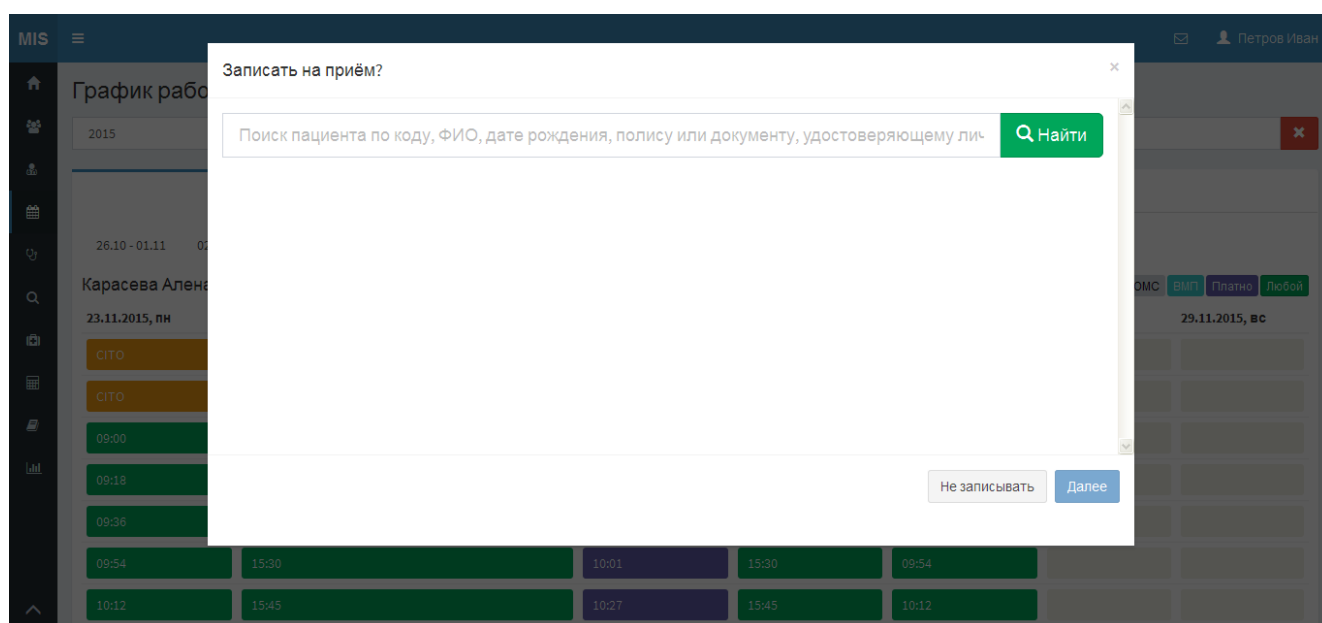 MIS
Петров Иван
Записать на приём?
×
График рабо
2015
Поиск пациента по коду, ФИО, дате рождения, полису или документу, удостоверяющему лич
Найти
26.10 - 01.11 02
Карасева Алена
ОМС ВМП Платно Любой
23.11.2015, пн
29.11.2015, вс
CITO
CITO
09:00
09:18
Не записывать Далее
09:36
09:54 15:30 10:01 15:30 09:54
10:12 15:45 10:27 15:45 10:12